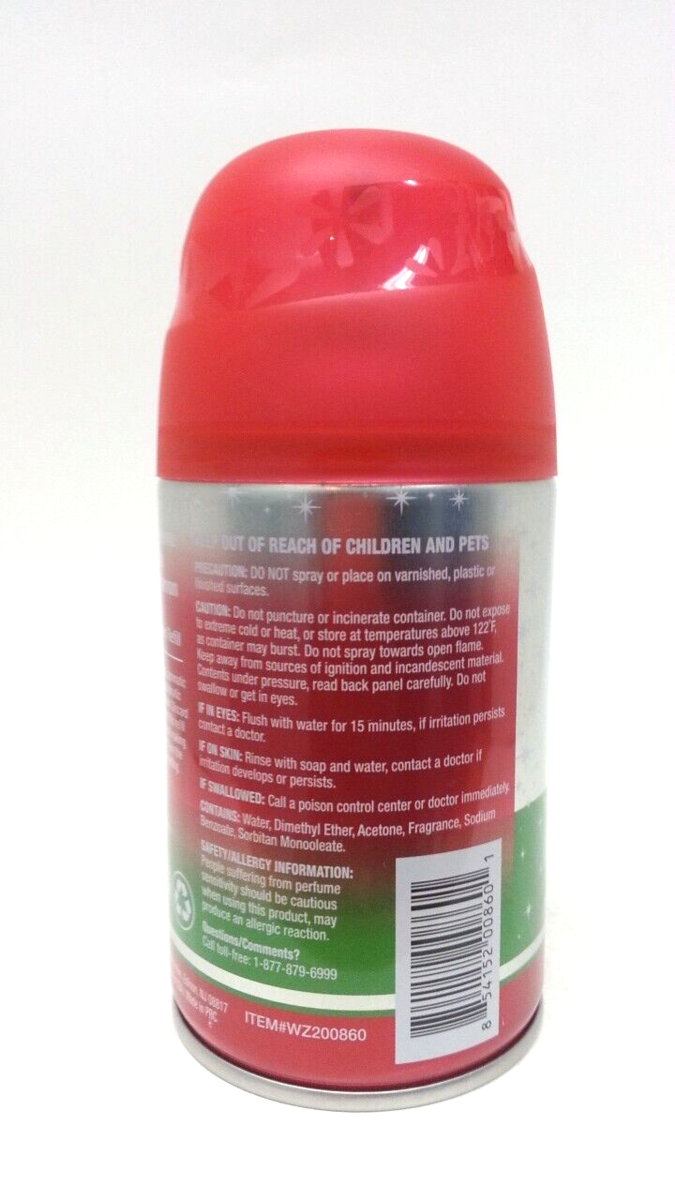 KEEP OUT OF REACH OF CHILDREN AND PETS
PRECAUTION: DO NOT spray or place on varnished, plastic or
finished surfaces.
CAUTION: Do not puncture or incinerate container. Do not expose
to extreme cold or heat, or store at temperatures above 122°F,
as container may burst. Do not spray towards open flame.
Keep away from sources of ignition and incandescent material.
Contents under pressure, read back panel carefully. Do not
swallow or get in eyes.
IF IN EYES: Flush with water for 15 minutes, if irritation persists
contact a doctor.
IF ON SKIN: Rinse with soap and water, contact a doctor if
irritation develops or persists.
IF SWALLOWED: Call a poison control center or doctor immediately.
CONTAINS: Water, Dimethyl Ether, Acetone, Fragrance, Sodium
Benzoate, Sorbitan Monooleate.
SAFETY/ALLERGY INFORMATION:
People suffering from perfume
sensitivity should be cautious
when using this product, may
produce an allergic reaction.
Questions/Comments?
Call toll-free: 1-877-879-6999
NJ 08817
Made in PRC
ITEM#WZ200860
8 54152 00860 1